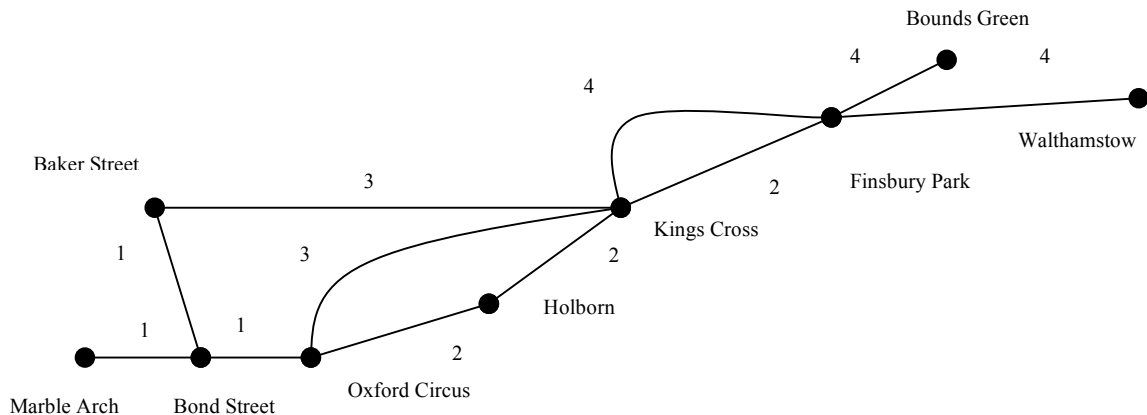 Bounds Green
4
4
4
Walthamstow
Baker Street
3
2
Finsbury Park
Kings Cross
1
3
2
Holborn
1
1
2
Oxford Circus
Marble Arch
Bond Street